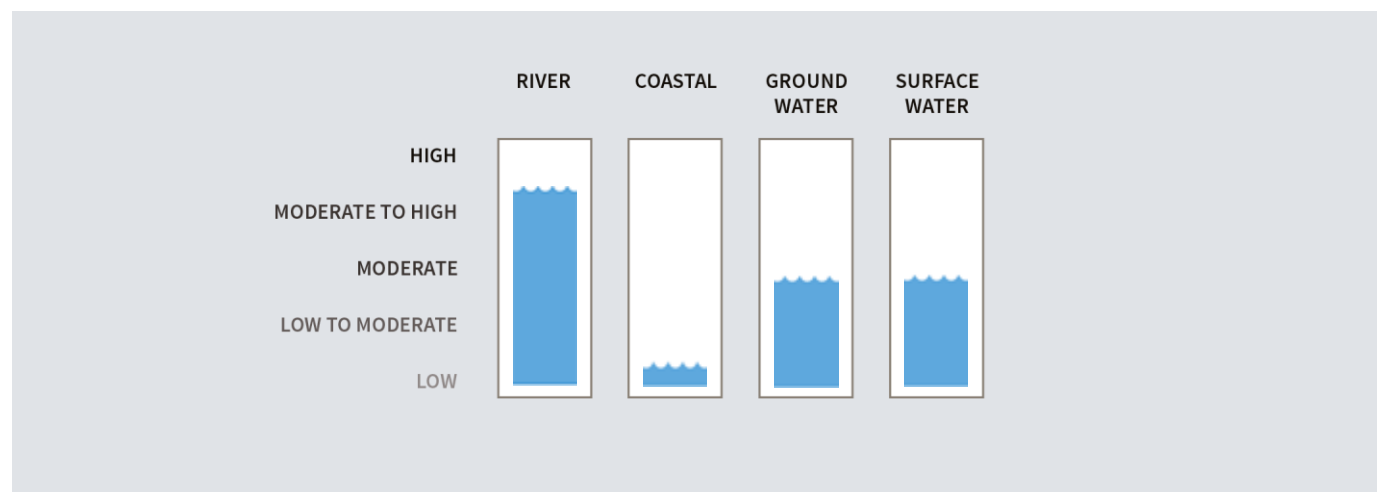 RIVER
COASTAL
GROUND
WATER
SURFACE
WATER
HIGH
MODERATE TO HIGH
MODERATE
LOW TO MODERATE
LOW